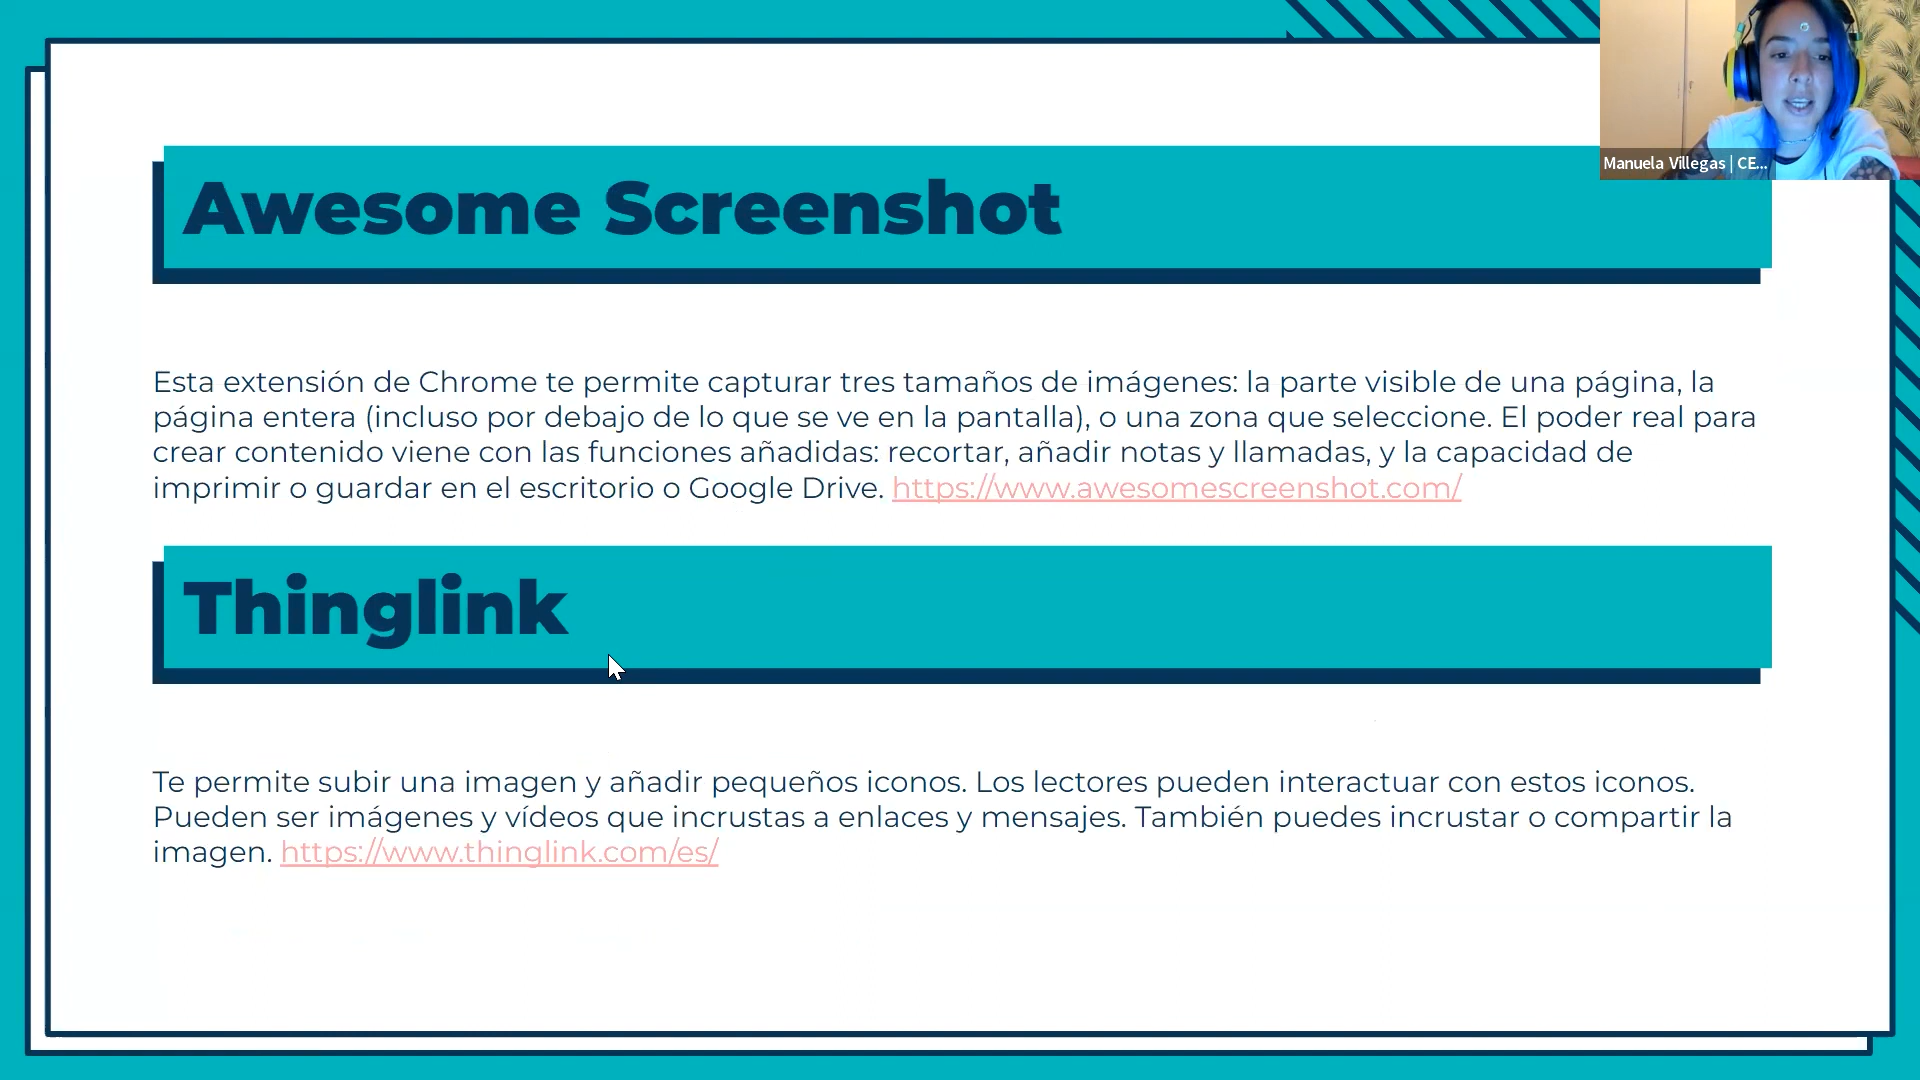 Manuela Villegas | CE...
Awesome Screenshot
Esta extensión de Chrome te permite capturar tres tamaños de imágenes: la parte visible de una página, la
página entera (incluso por debajo de lo que se ve en la pantalla), o una zona que seleccione. El poder real para
crear contenido viene con las funciones añadidas: recortar, añadir notas y llamadas, y la capacidad de
imprimir o guardar en el escritorio o Google Drive. https://www.awesomescreenshot.com/
Thinglink
Te permite subir una imagen y añadir pequeños iconos. Los lectores pueden interactuar con estos iconos.
Pueden ser imágenes y vídeos que incrustas a enlaces y mensajes. También puedes incrustar o compartir la
imagen. https://www.thinglink.com/es/